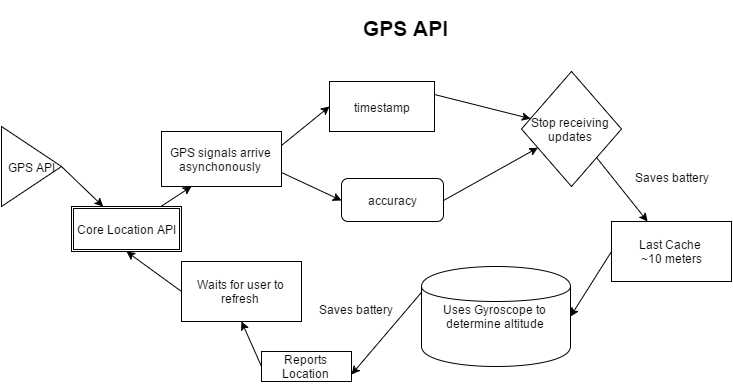 GPS API
GPS API
Core Location API
GPS signals arrive
asynchonously
timestamp
accuracy
Stop receiving
updates
Saves battery
Last Cache
~10 meters
Uses Gyroscope to
determine altitude
Saves battery
Reports
Location
Waits for user to
refresh